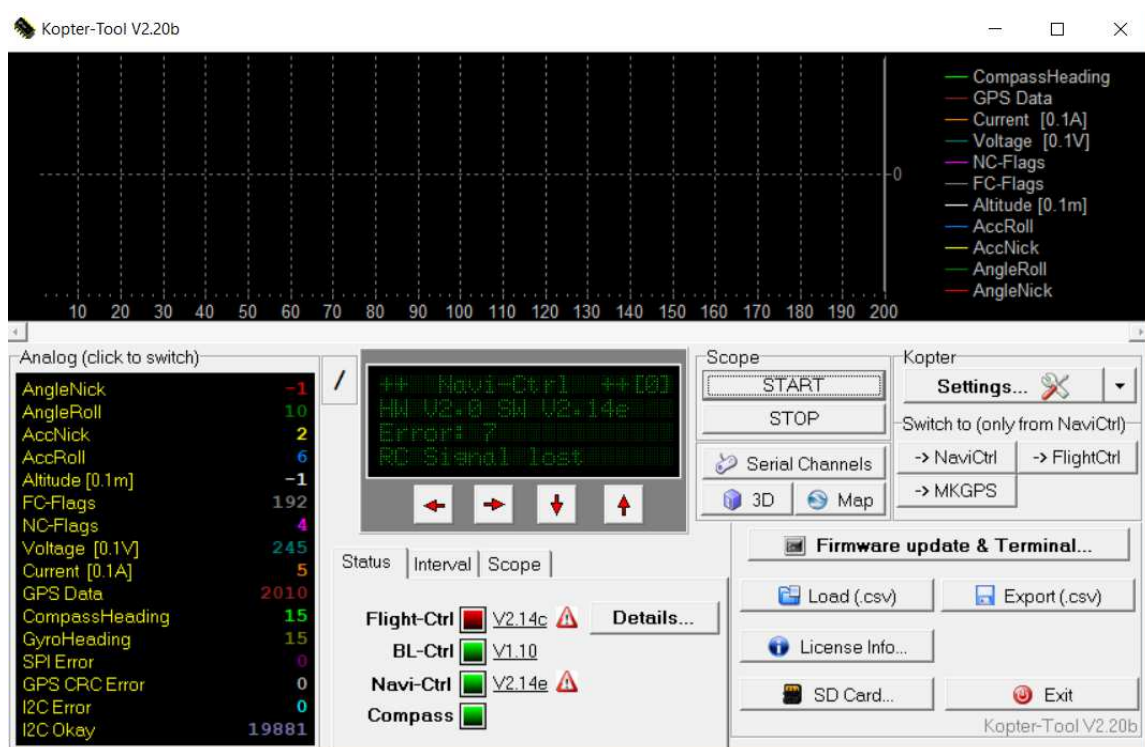 Kopter-Tool V2.20b
CompassHeading
GPS Data
Current [0.1A]
Voltage [0.1V]
NC-Flags
FC-Flags
Altitude [0.1m]
AccRoll
AccNick
AngleRoll
AngleNick
0
10 20 30 40 50 60 70 80 90 100 110 120 130 140 150 160 170 180 190 200
Analog (click to switch)
AngleNick -1
AngleRoll 10
AccNick 2
AccRoll 6
Altitude [0.1m] -1
FC-Flags 192
NC-Flags 4
Voltage [0.1V] 245
Current [0.1A] 5
GPS Data 2010
CompassHeading 15
GyroHeading 15
SPI Error 0
GPS CRC Error 0
I2C Error 0
I2C Okay 19881
/
++ Navi-Ctrl ++[0]
HW V2.0 SW V2.14e
Error: 7
RC Signal lost
Status Interval Scope
Flight-Ctrl V2.14c Details...
BL-Ctrl V1.10
Navi-Ctrl V2.14e
Compass
Scope
START
STOP
Serial Channels
3D Map
Kopter
Settings...
Switch to (only from NaviCtrl)
-> NaviCtrl -> FlightCtrl
-> MKGPS
Firmware update & Terminal...
Load (.csv) Export (.csv)
License Info...
SD Card... Exit
Kopter-Tool V2.20b